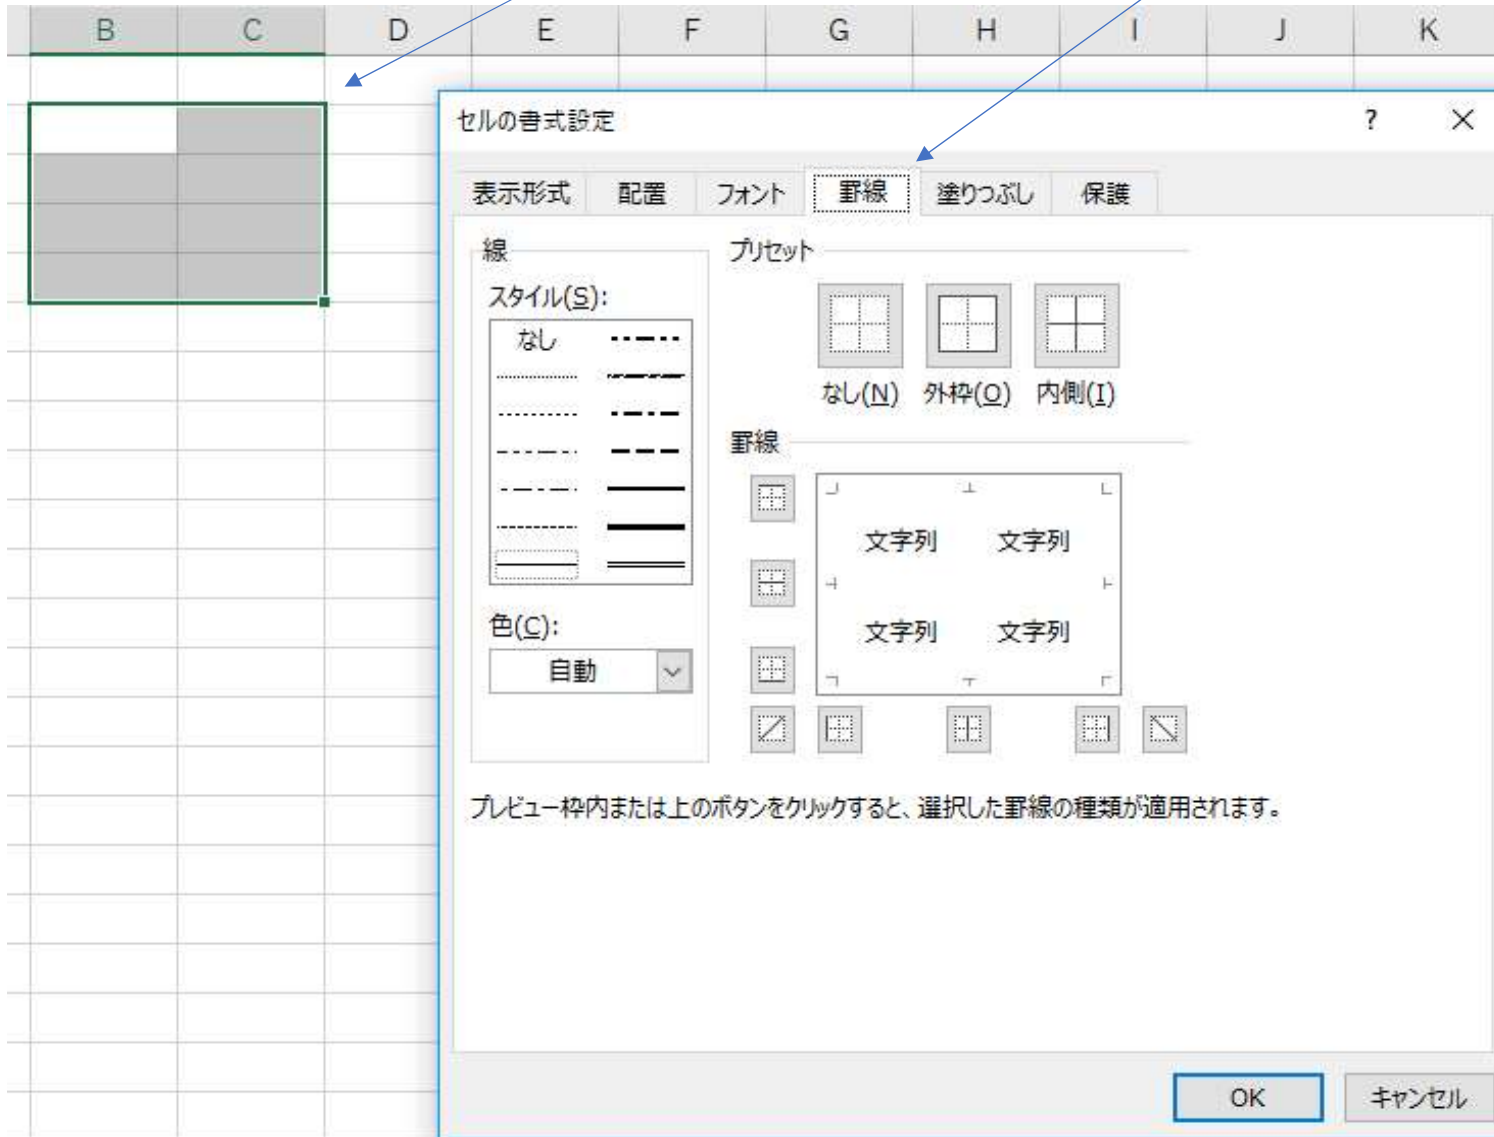 B C D E F G H I J K
セルの書式設定 ? ×
表示形式 配置 フォント 罫線 塗りつぶし 保護
線
スタイル(S):
なし
色(C):
自動
プリセット
なし(N) 外枠(O) 内側(I)
罫線
文字列 文字列
文字列 文字列
プレビュー枠内または上のボタンをクリックすると、選択した罫線の種類が適用されます。
OK キャンセル